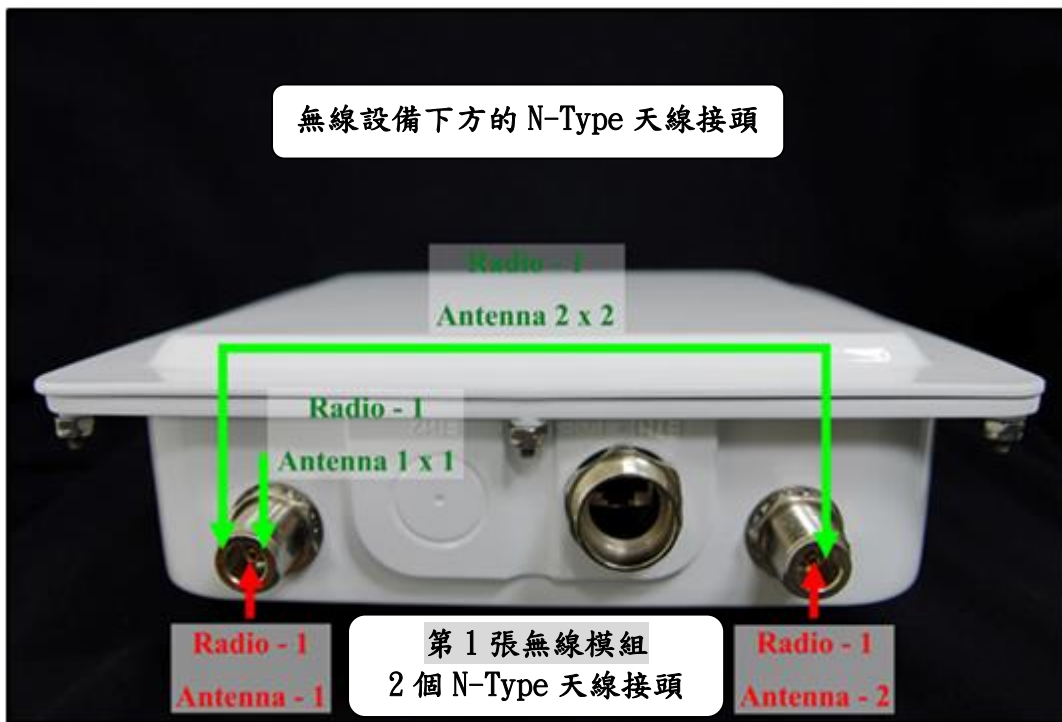 無線設備下方的 N-Type 天線接頭
Radio - 1
Antenna 2 x 2
Radio - 1
Antenna 1 x 1
Radio - 1
Antenna - 1
第 1 張無線模組
2 個 N-Type 天線接頭
Radio - 1
Antenna - 2